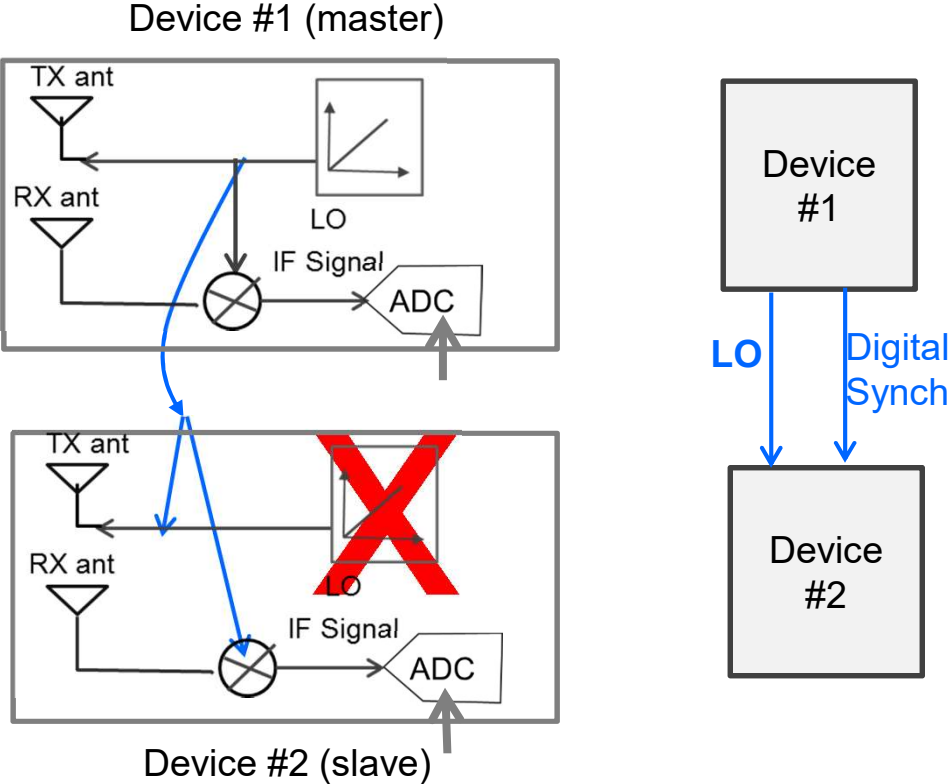 Device #1 (master)
TX ant
RX ant
LO
IF Signal
ADC
TX ant
RX ant
LO
IF Signal
ADC
Device #2 (slave)
Device
#1
LO
Digital
Synch
Device
#2